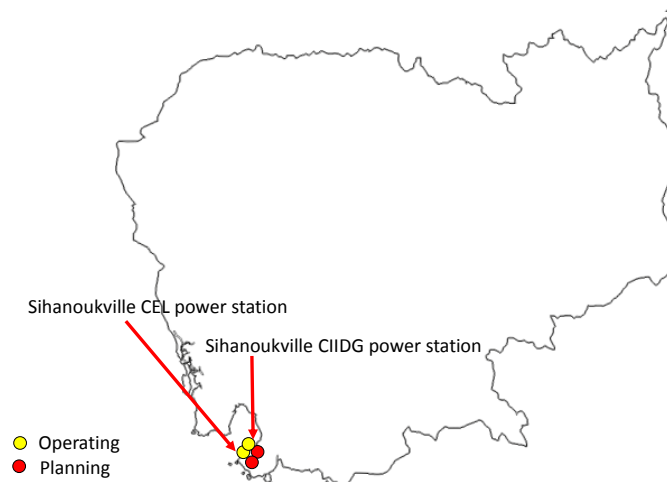 Sihanoukville CEL power station
Sihanoukville CIIDG power station
Operating
Planning